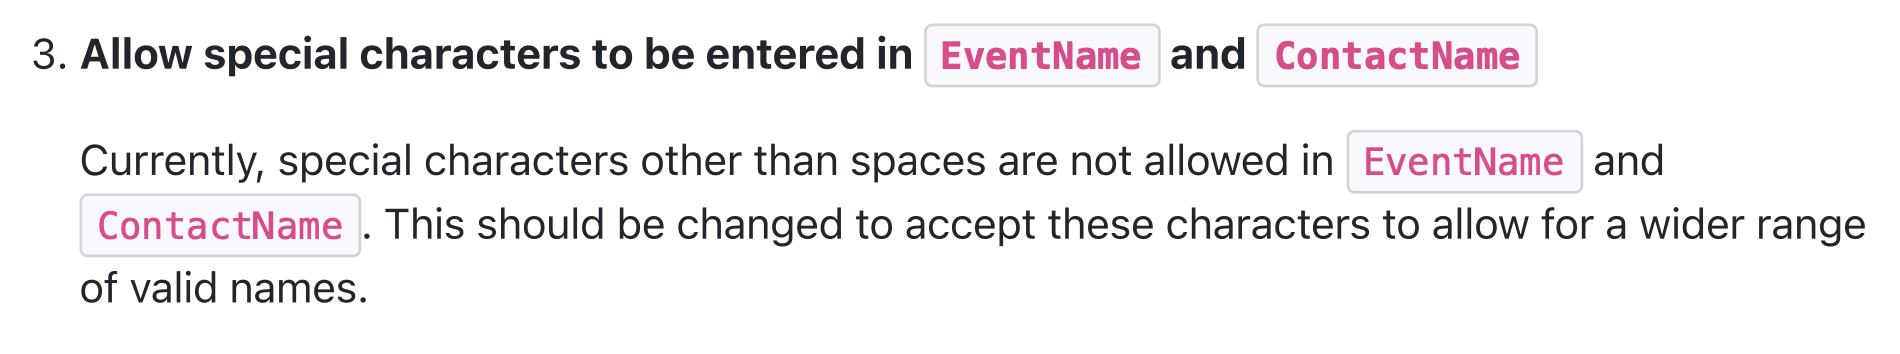 3. Allow special characters to be entered in EventName and ContactName
Currently, special characters other than spaces are not allowed in EventName and
ContactName. This should be changed to accept these characters to allow for a wider range
of valid names.